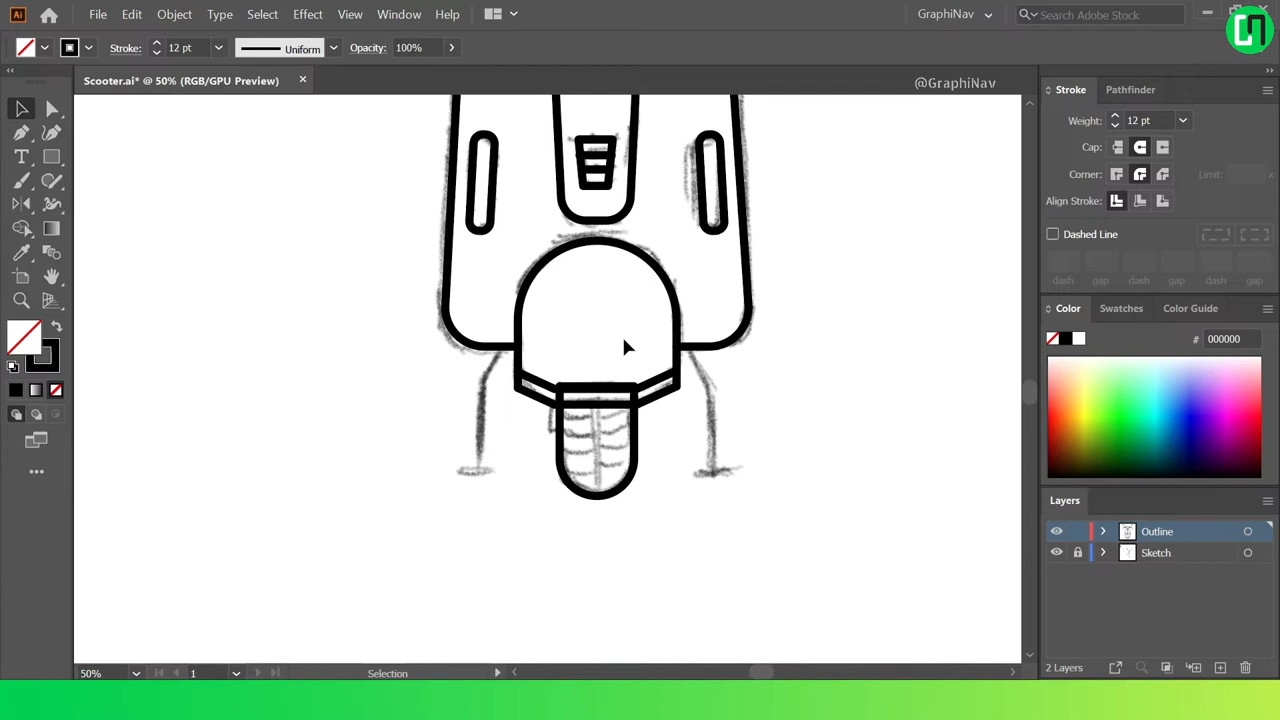 Ai File Edit Object Type Select Effect View Window Help GraphiNav Search Adobe Stock
Stroke: 12 pt Uniform Opacity: 100%
Scooter.ai* @ 50% (RGB/GPU Preview) @GraphiNav
Stroke Pathfinder
Weight: 12 pt
Cap:
Corner: Limit: x
Align Stroke:
Dashed Line
dash gap dash gap dash gap
Color Swatches Color Guide
# 000000
Layers
Outline
Sketch
2 Layers
50% 1 Selection